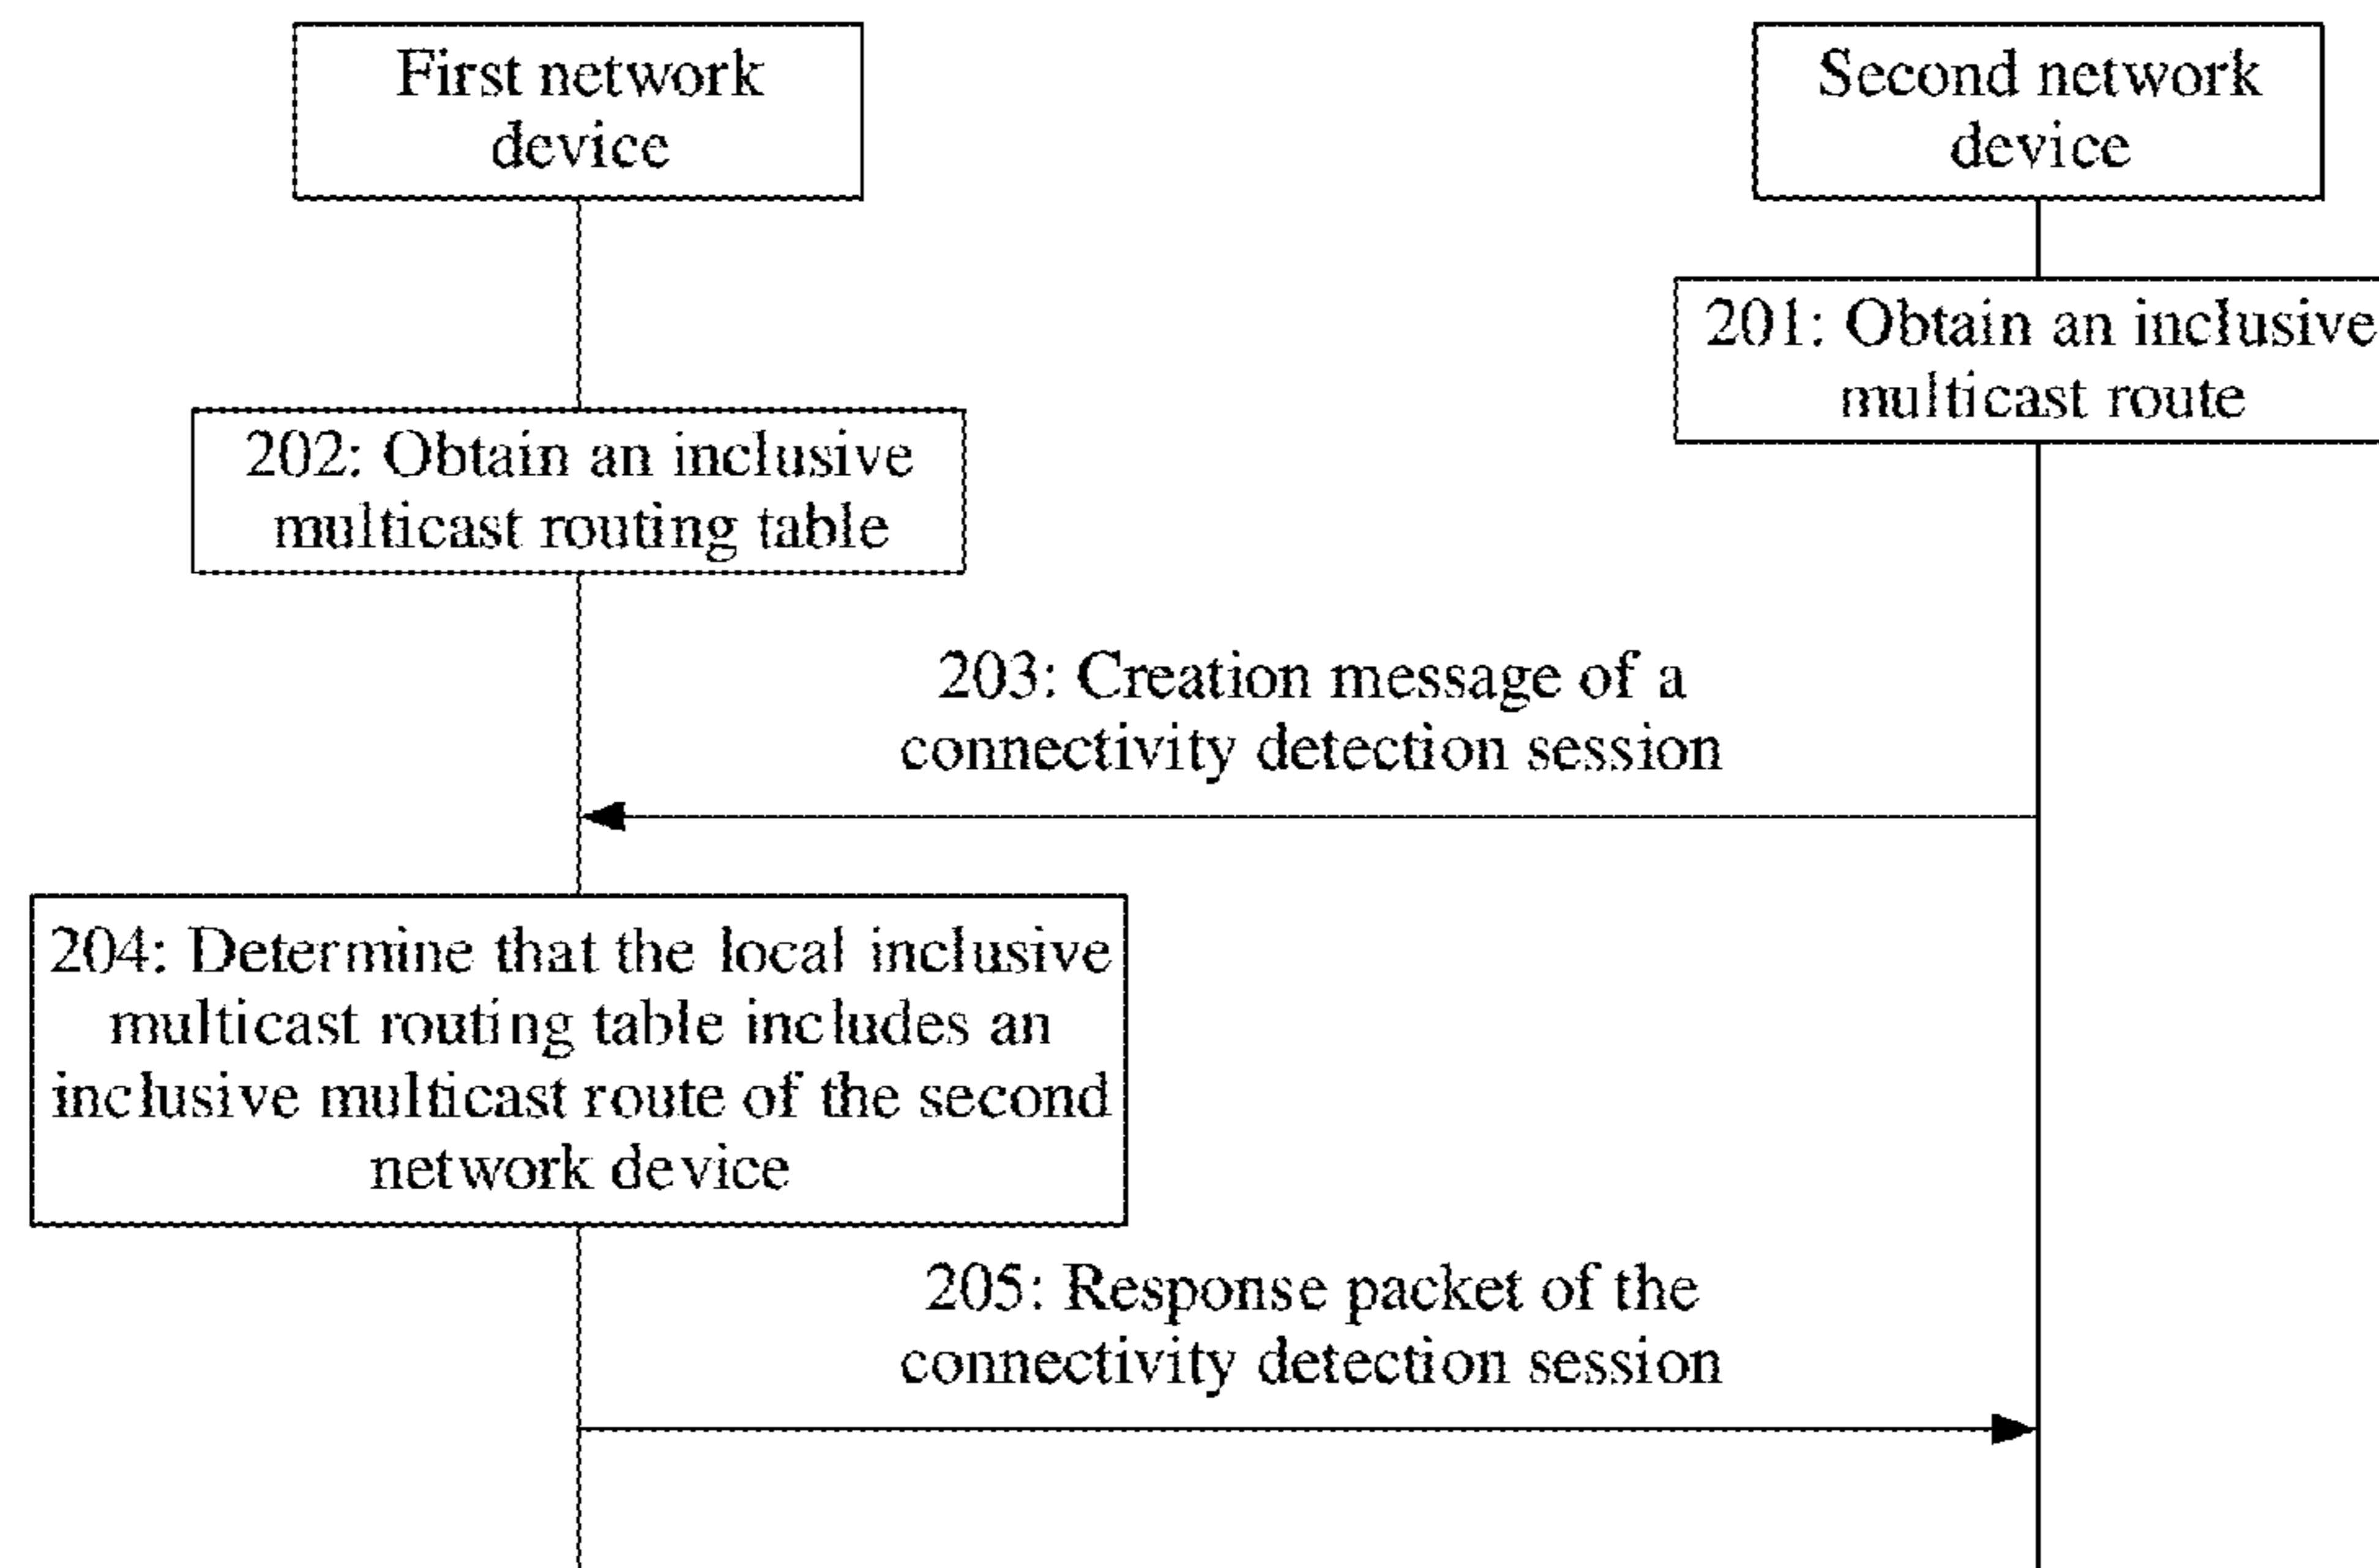 First network
device
Second network
device
201: Obtain an inclusive
multicast route
202: Obtain an inclusive
multicast routing table
203: Creation message of a
connectivity detection session
204: Determine that the local inclusive
multicast routing table includes an
inclusive multicast route of the second
network device
205: Response packet of the
connectivity detection session